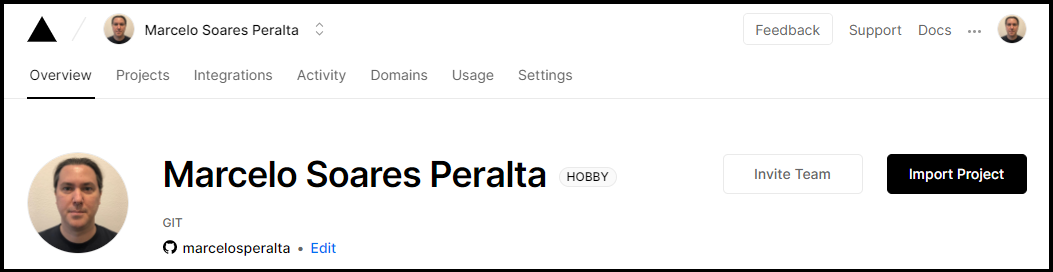 Marcelo Soares Peralta Feedback Support Docs ...
Overview Projects Integrations Activity Domains Usage Settings
Marcelo Soares Peralta HOBBY Invite Team Import Project
GIT
marcelosperalta • Edit